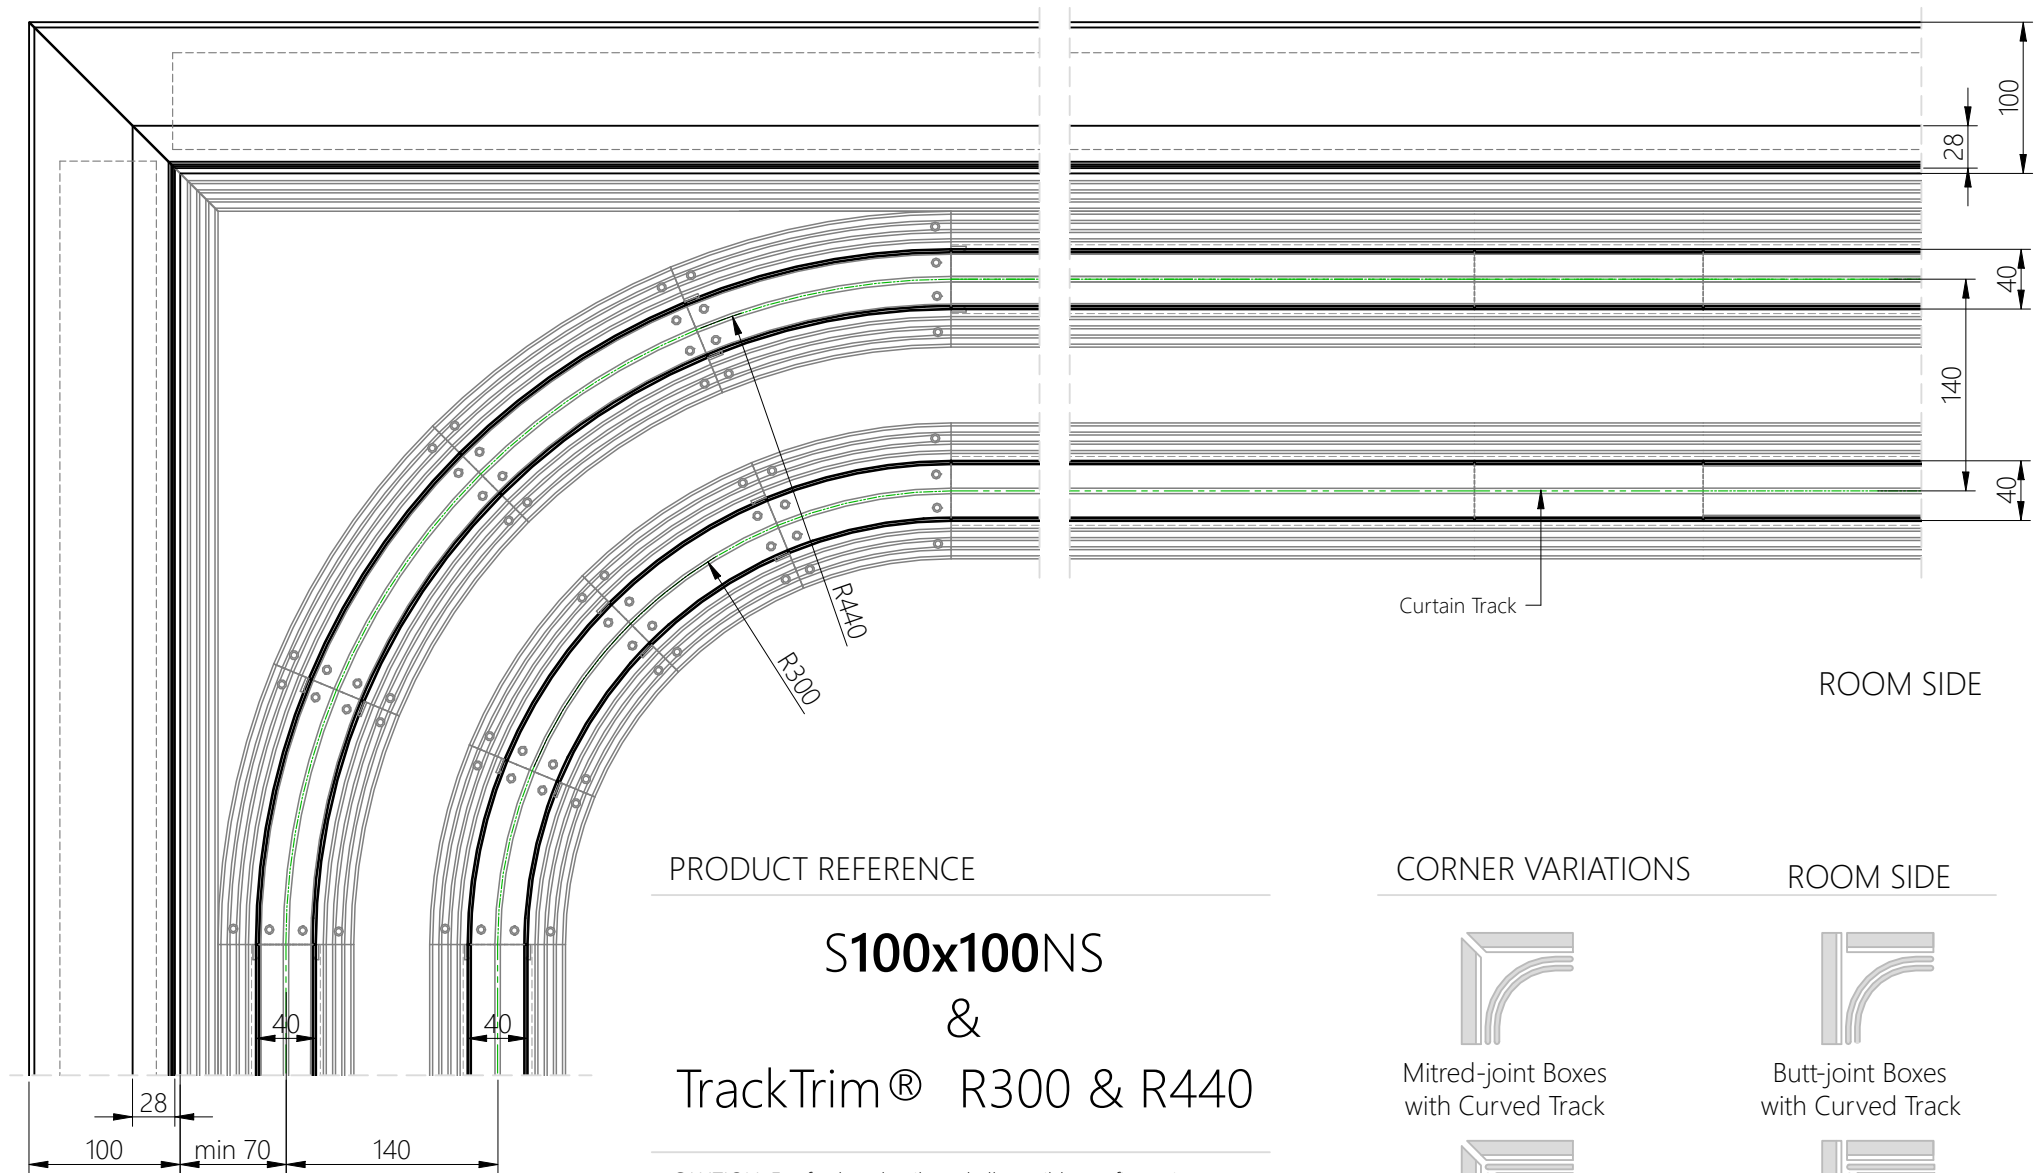 100
28
40
140
40
R440
R300
Curtain Track
ROOM SIDE
PRODUCT REFERENCE
S100x100NS
&
TrackTrim® R300 & R440
CORNER VARIATIONS
ROOM SIDE
Mitred-joint Boxes
with Curved Track
Butt-joint Boxes
with Curved Track
40
40
28
100
min 70
140